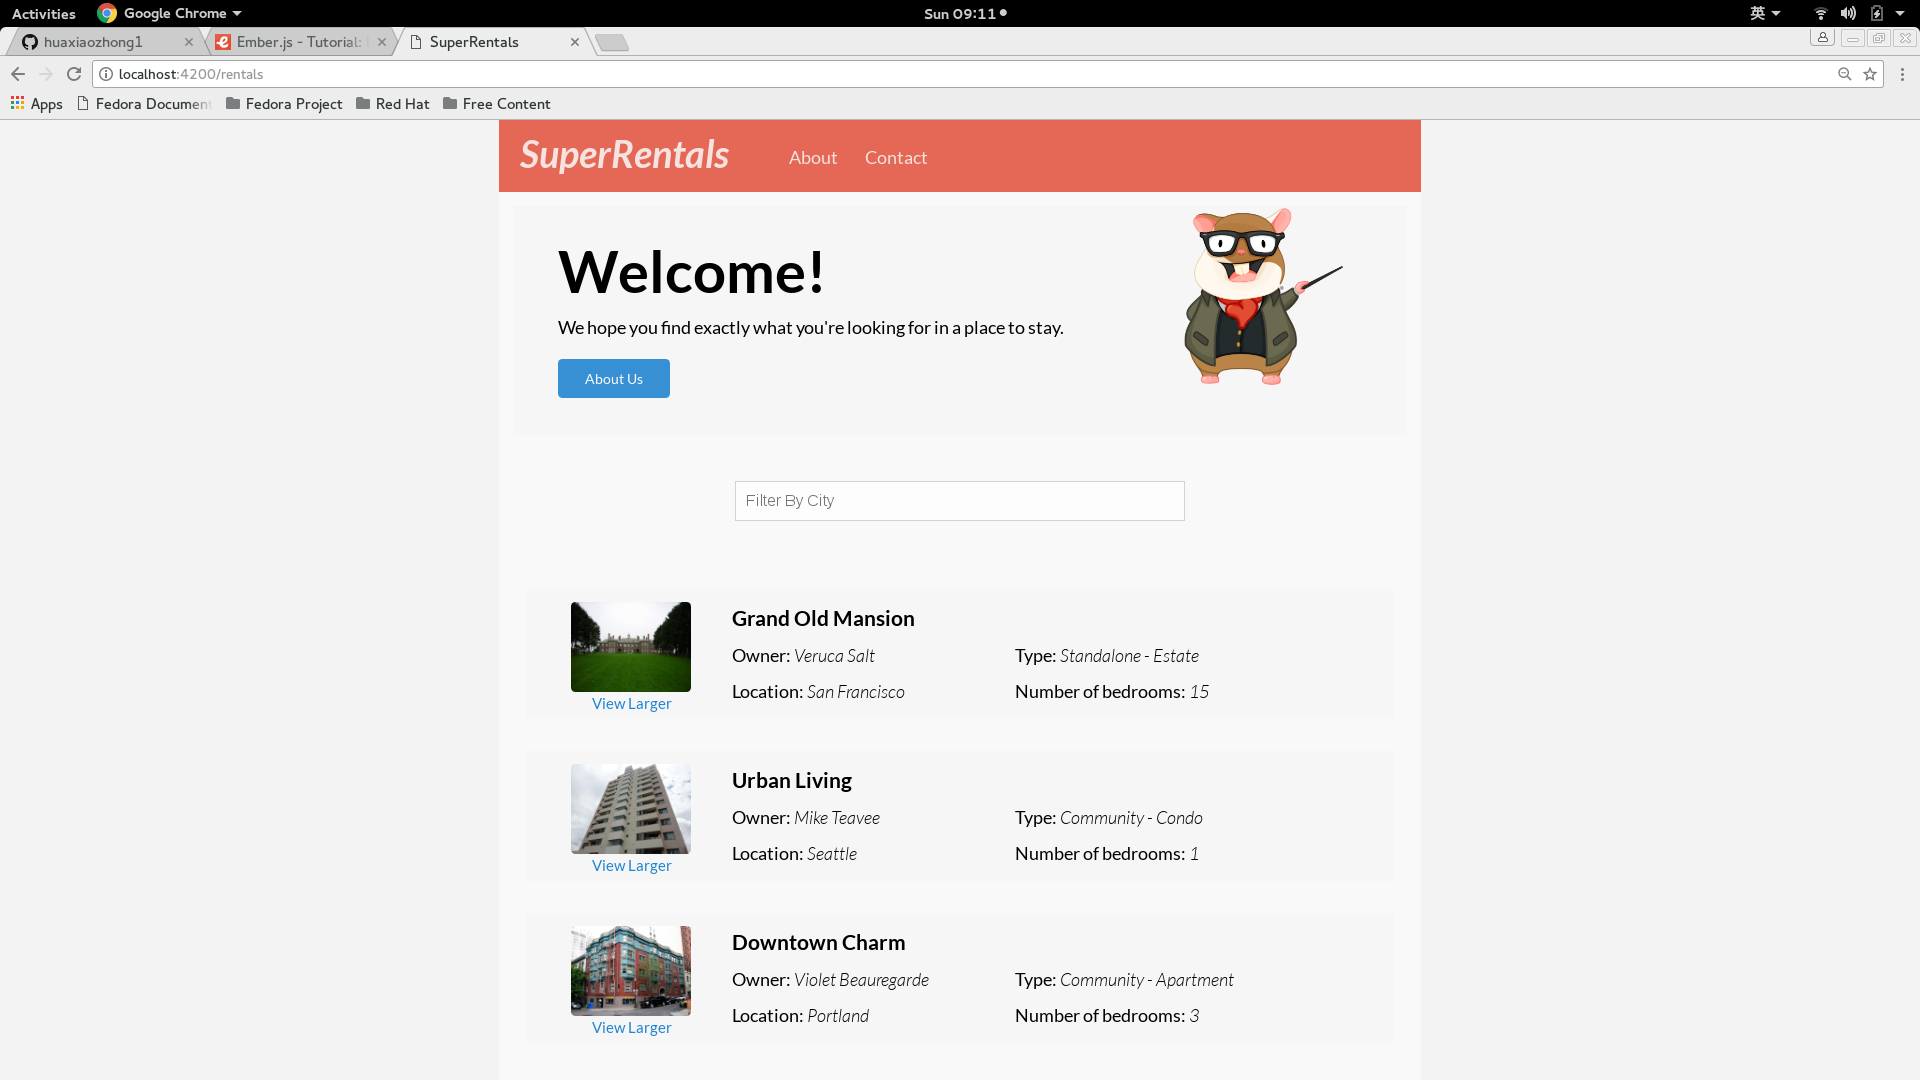 Activities Google Chrome Sun 09:11 英
huaxiaozhong1 Ember.js - Tutorial: SuperRentals
localhost:4200/rentals
Apps Fedora Document Fedora Project Red Hat Free Content
SuperRentals About Contact
Welcome!
We hope you find exactly what you're looking for in a place to stay.
About Us
Filter By City
Grand Old Mansion
Owner: Veruca Salt Type: Standalone - Estate
Location: San Francisco Number of bedrooms: 15
View Larger
Urban Living
Owner: Mike Teavee Type: Community - Condo
Location: Seattle Number of bedrooms: 1
View Larger
Downtown Charm
Owner: Violet Beauregarde Type: Community - Apartment
Location: Portland Number of bedrooms: 3
View Larger